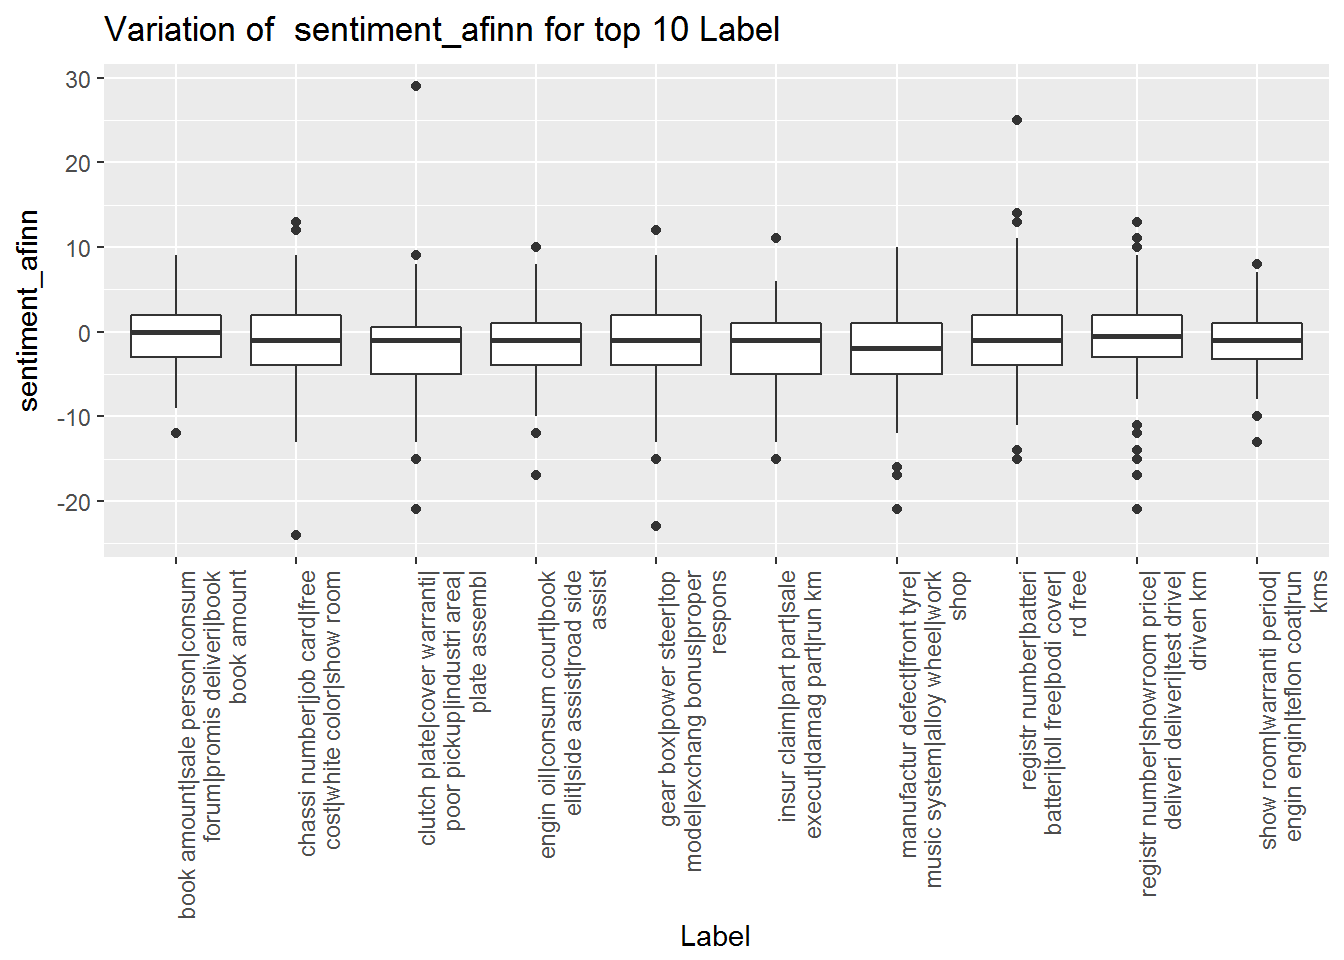 Variation of  sentiment_afinn for top 10 Label
sentiment_afinn
30
20
10
0
-10
-20
book amount|sale person|consum
forum|promis deliveri|book
book amount
chassi number|job card|free
cost|white color|show room
clutch plate|cover warranti|
poor pickup|industri area|
plate assembl
engin oil|consum court|book
elit|side assist|road side
assist
gear box|power steer|top
model|exchang bonus|proper
respons
insur claim|part part|sale
execut|damag part|run km
manufactur defect|front tyre|
music system|alloy wheel|work
shop
registr number|batteri
batteri|toll free|bodi cover|
rd free
registr number|showroom price|
deliveri deliveri|test drive|
driven km
show room|warranti period|
engin engin|teflon coat|run
kms
Label